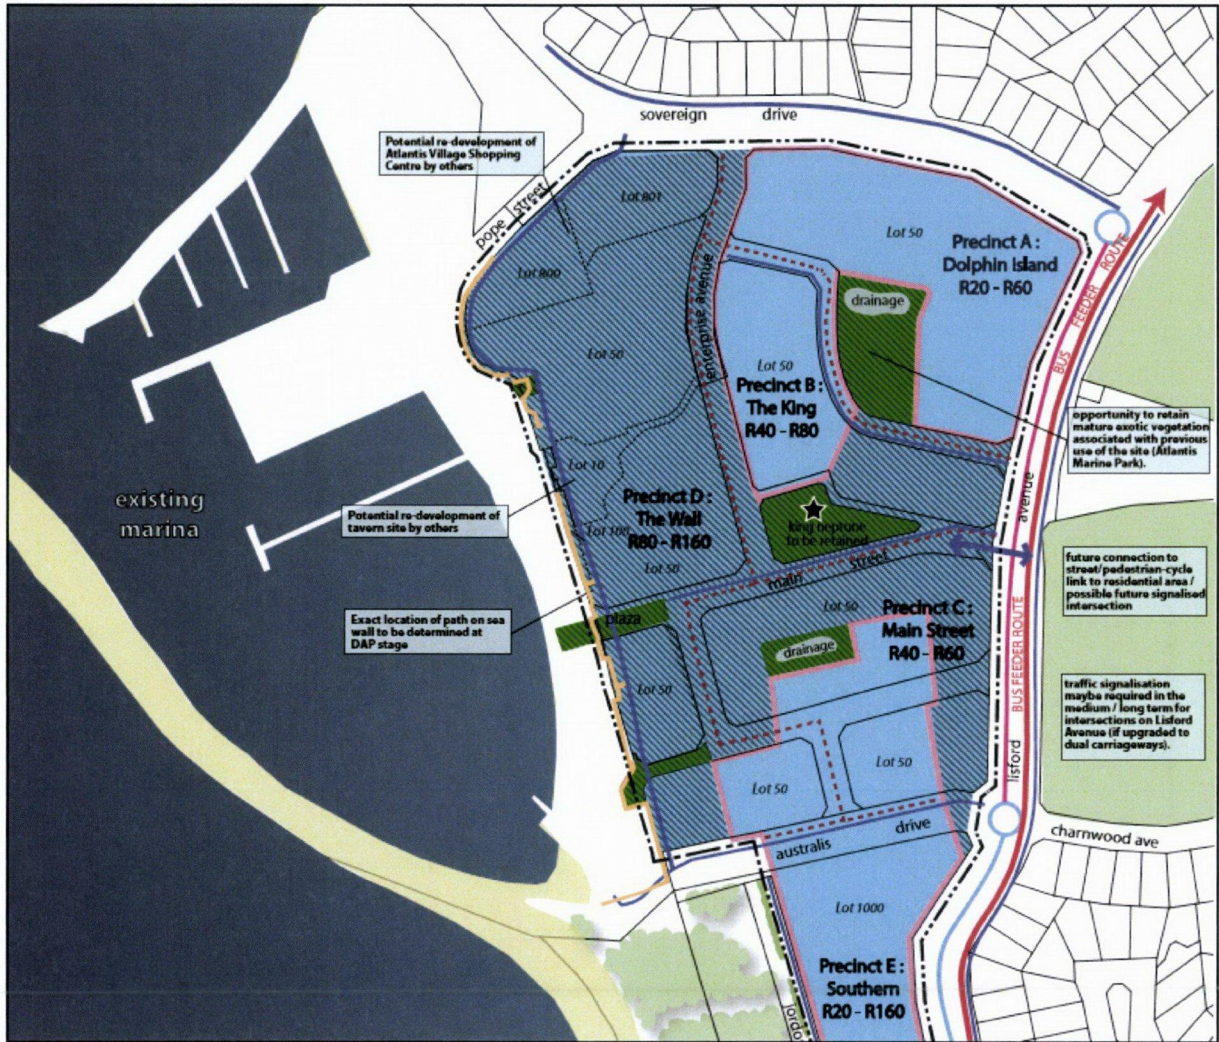 sovereign drive
Potential re-development of
Atlantis Village Shopping
Centre by others
pope street
Lot 801
Lot 50
Precinct A :
Dolphin Island
R20 - R60
BUS FEEDER ROUTE
Lot 800
enterprise avenue
drainage
Lot 50
Lot 50
Precinct B :
The King
R40 - R80
opportunity to retain
mature exotic vegetation
associated with previous
use of the site (Atlantis
Marine Park).
existing
marina
Lot 10
Precinct D :
The Wall
R80 - R160
Potential re-development of
tavern site by others
king neptune
to be retained
avenue
Lot 50
main street
future connection to
street/pedestrian-cycle
link to residential area /
possible future signalised
intersection
Exact location of path on sea
wall to be determined at
DAP stage
plaza
Lot 50
Precinct C :
Main Street
R40 - R60
drainage
BUS FEEDER ROUTE
Lot 50
traffic signalisation
maybe required in the
medium / long term for
intersections on Lisford
Avenue (if upgraded to
dual carriageways).
lisford
Lot 50
Lot 50
australis drive
charnwood ave
Lot 1000
Precinct E :
Southern
R20 - R160